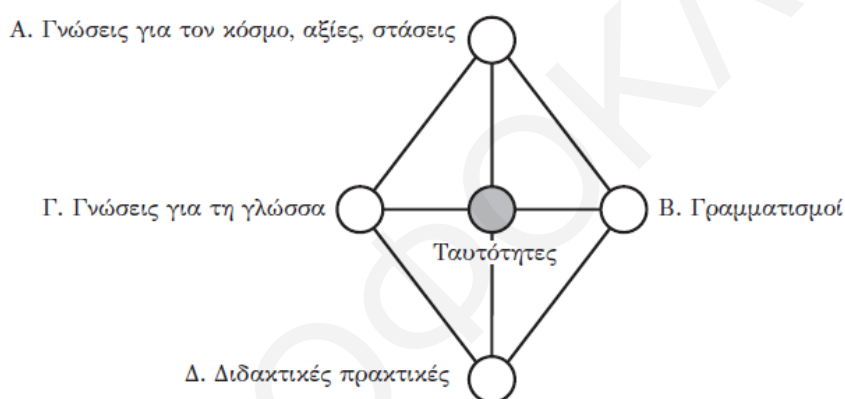 Α. Γνώσεις για τον κόσμο, αξίες, στάσεις
Γ. Γνώσεις για τη γλώσσα
Β. Γραμματισμοί
Ταυτότητες
Δ. Διδακτικές πρακτικές